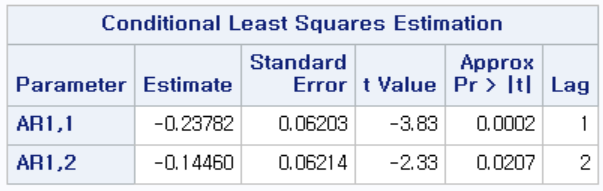 Conditional Least Squares Estimation
Parameter Estimate Standard Error t Value Approx Pr > |t| Lag
AR1,1 -0.23782 0.06203 -3.83 0.0002 1
AR1,2 -0.14460 0.06214 -2.33 0.0207 2